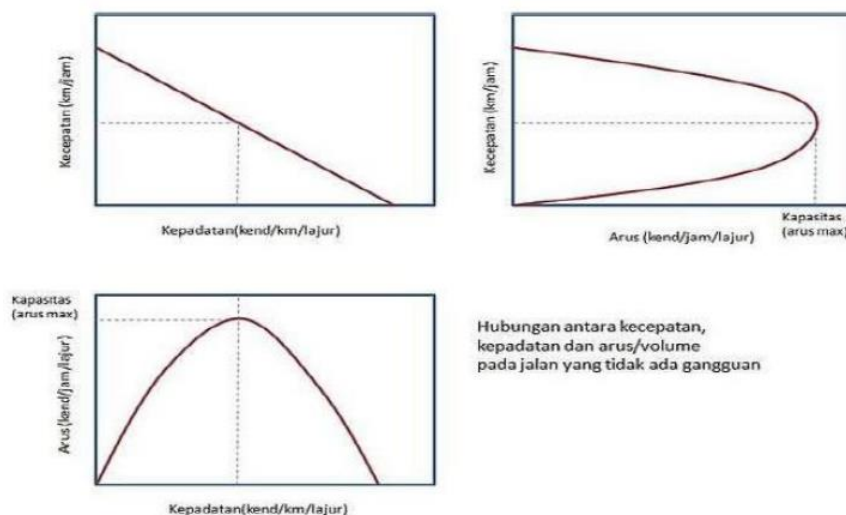 Kecepatan (km/jam)
Kepadatan(kend/km/lajur)
Kecepatan (km/jam)
Kapasitas
(arus max)
Arus (kend/jam/lajur)
Kapasitas
(arus max)
Arus (kend/jam/lajur)
Kepadatan(kend/km/lajur)
Hubungan antara kecepatan,
kepadatan dan arus/volume
pada jalan yang tidak ada gangguan